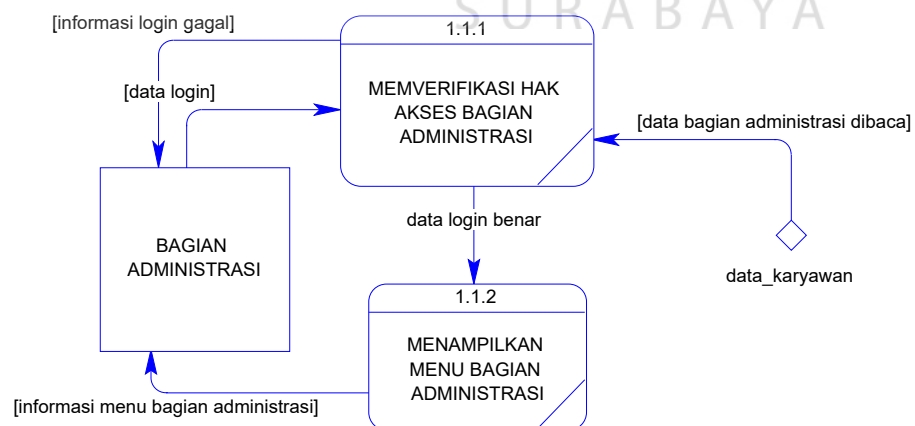 SURABAYA
[informasi login gagal]
1.1.1
[data login]
MEMVERIFIKASI HAK
AKSES BAGIAN
ADMINISTRASI
[data bagian administrasi dibaca]
data login benar
BAGIAN
ADMINISTRASI
data_karyawan
1.1.2
MENAMPILKAN
MENU BAGIAN
ADMINISTRASI
[informasi menu bagian administrasi]